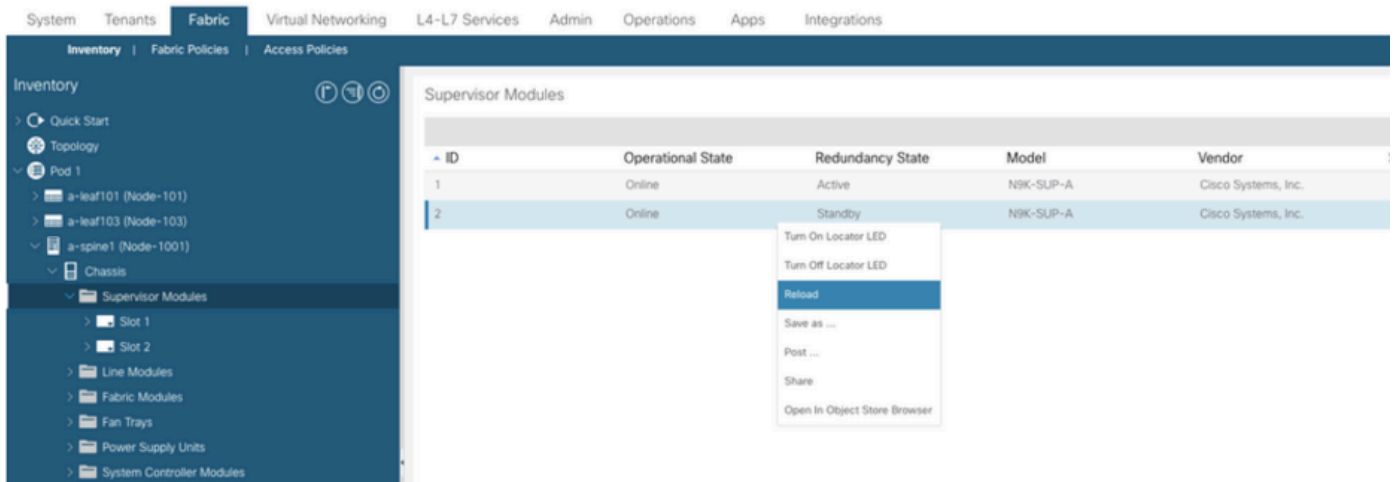 System Tenants Fabric Virtual Networking L4-L7 Services Admin Operations Apps Integrations
Inventory | Fabric Policies | Access Policies
Inventory
Quick Start
Topology
Pod 1
a-leaf101 (Node-101)
a-leaf103 (Node-103)
a-spine1 (Node-1001)
Chassis
Supervisor Modules
Slot 1
Slot 2
Line Modules
Fabric Modules
Fan Trays
Power Supply Units
System Controller Modules
Supervisor Modules
ID Operational State Redundancy State Model Vendor
1 Online Active N9K-SUP-A Cisco Systems, Inc.
2 Online Standby N9K-SUP-A Cisco Systems, Inc.
Turn On Locator LED
Turn Off Locator LED
Reload
Save as ...
Post ...
Share
Open In Object Store Browser